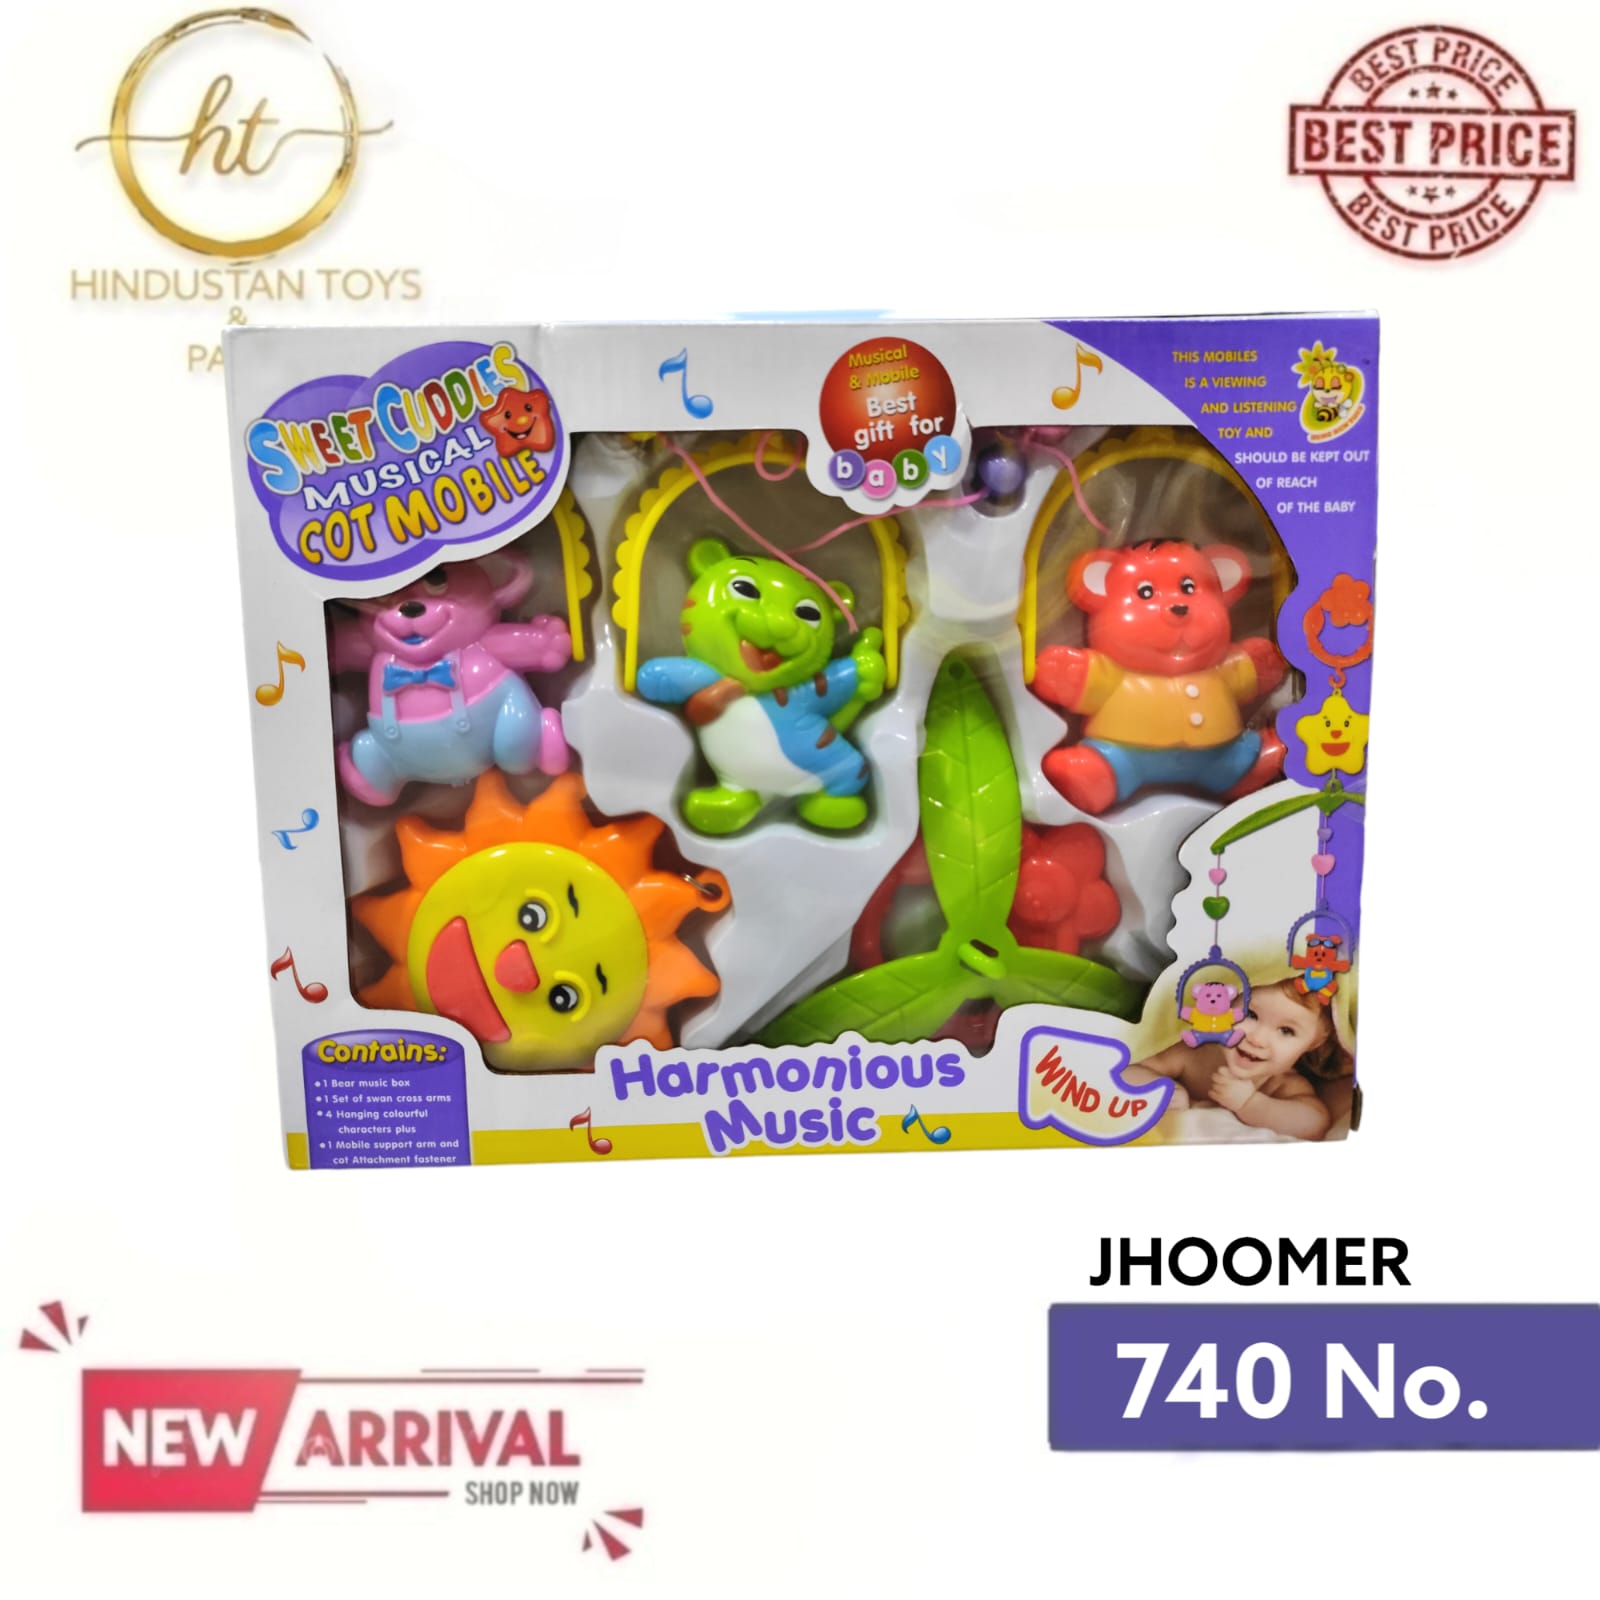 ht
HINDUSTAN TOYS
&
PA
BEST PRICE
BEST PRICE
BEST PRICE
SWEET CUDDLES
MUSICAL
COT MOBILE
Musical
& Mobile
Best
gift for
baby
THIS MOBILES
IS A VIEWING
AND LISTENING
TOY AND
SHOULD BE KEPT OUT
OF REACH
OF THE BABY
Contains:
• 1 Bear music box
• 1 Set of swan cross arms
• 4 Hanging colourful
characters plus
• 1 Mobile support arm and
cot Attachment fastener
Harmonious
Music
WIND UP
JHOOMER
740 No.
NEW ARRIVAL
SHOP NOW